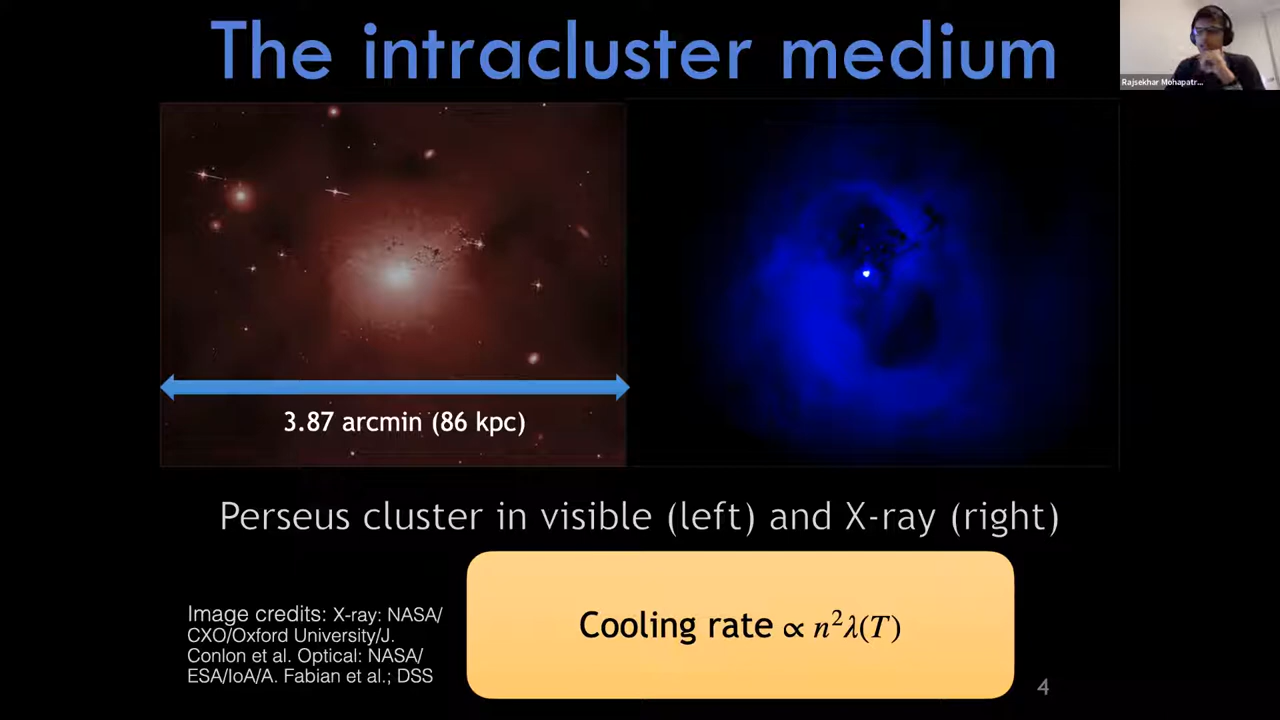 The intracluster medium
Rajsekhar Mohapatr...
3.87 arcmin (86 kpc)
Perseus cluster in visible (left) and X-ray (right)
Image credits: X-ray: NASA/
CXO/Oxford University/J.
Conlon et al. Optical: NASA/
ESA/IoA/A. Fabian et al.; DSS
Cooling rate ∝ n²λ(T)
4